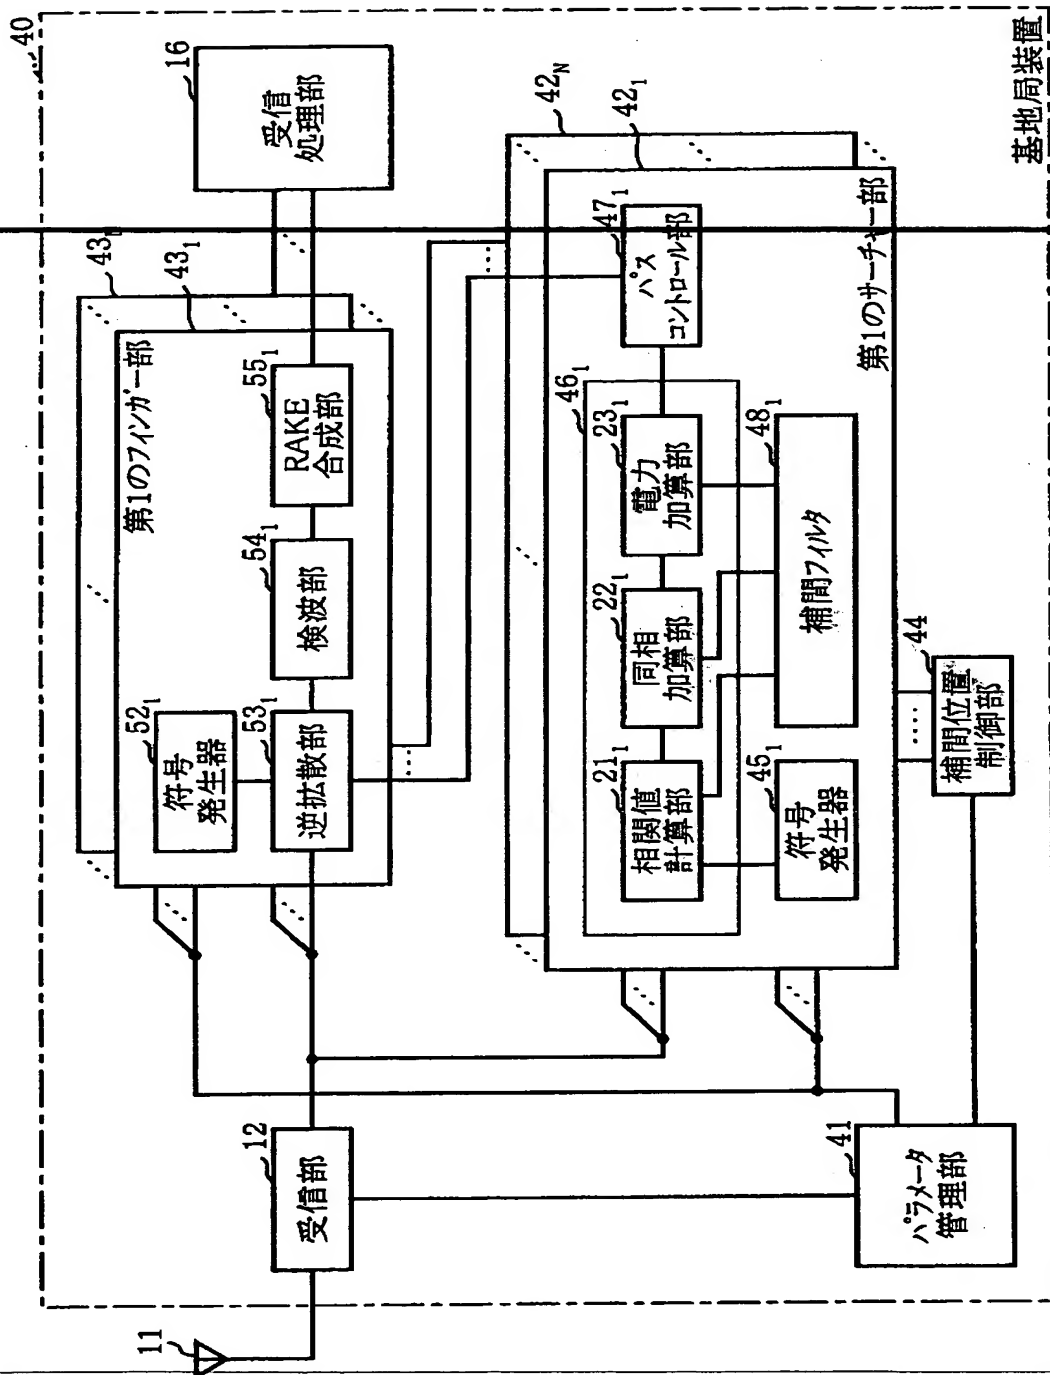 40
基地局装置
11
12
受信部
41
パラメータ
管理部
43N
43₁
第1のフィンガー部
52₁
符号
発生器
53₁
逆拡散部
54₁
検波部
55₁
RAKE
合成部
16
受信
処理部
42N
42₁
第1のサーチャー部
46₁
21₁
相関値
計算部
22₁
同相
加算部
23₁
電力
加算部
47₁
パス
コントロール部
45₁
符号
発生器
48₁
補間フィルタ
44
補間位置
制御部